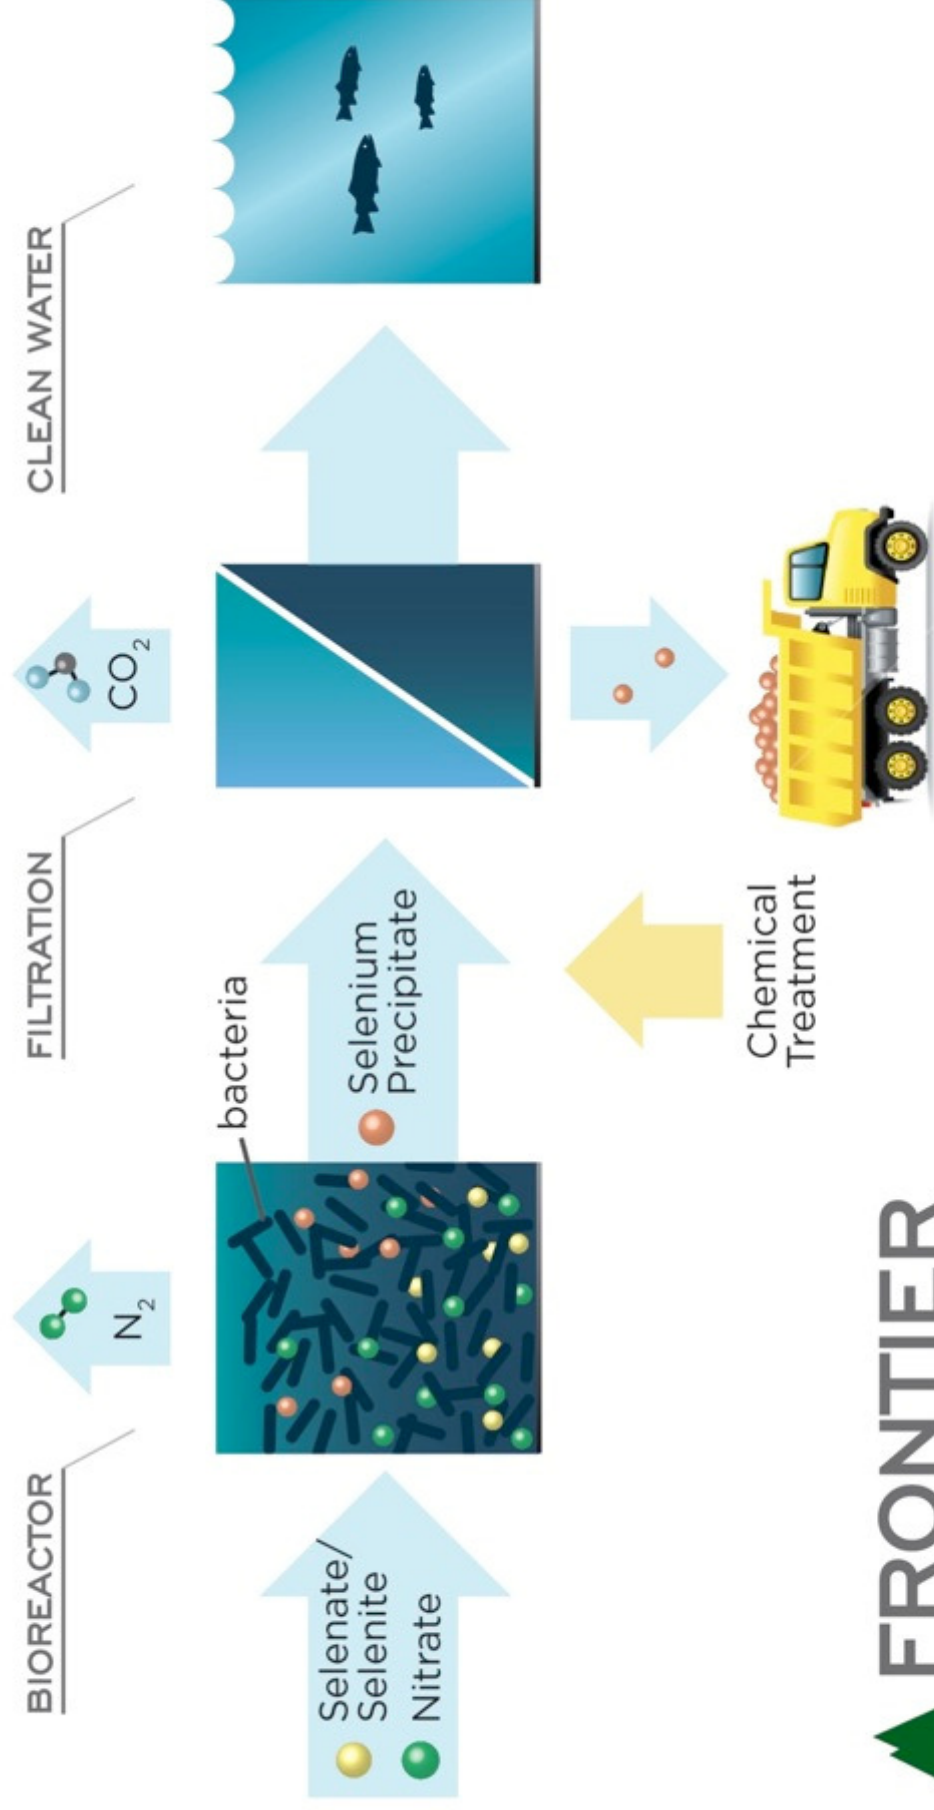 BIOREACTOR
FILTRATION
CLEAN WATER
N₂
CO₂
bacteria
Selenate/
Selenite
Nitrate
Selenium
Precipitate
Chemical
Treatment
FRONTIER